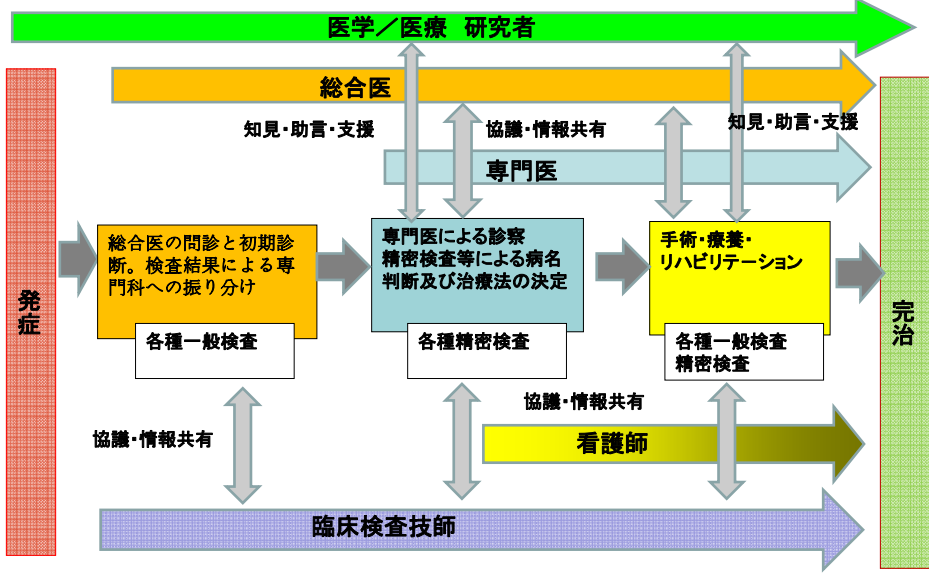 医学／医療　研究者
総合医
知見・助言・支援
協議・情報共有
知見・助言・支援
専門医
発症
総合医の問診と初期診
断。検査結果による専
門科への振り分け
各種一般検査
専門医による診察
精密検査等による病名
判断及び治療法の決定
各種精密検査
手術・療養・
リハビリテーション
各種一般検査
精密検査
完治
協議・情報共有
協議・情報共有
看護師
臨床検査技師